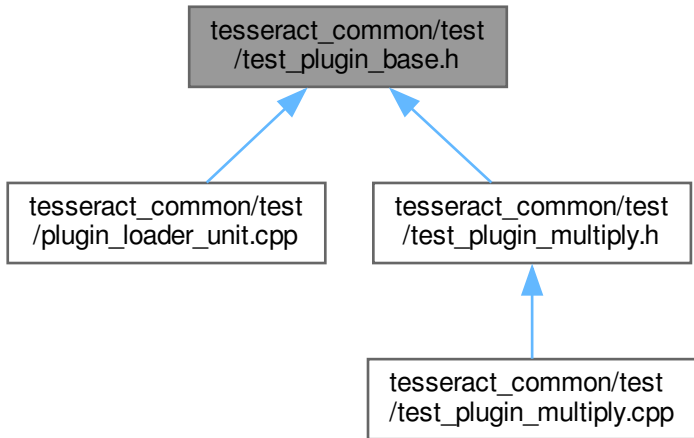 tesseract_common/test
/test_plugin_base.h
tesseract_common/test
/plugin_loader_unit.cpp
tesseract_common/test
/test_plugin_multiply.h
tesseract_common/test
/test_plugin_multiply.cpp